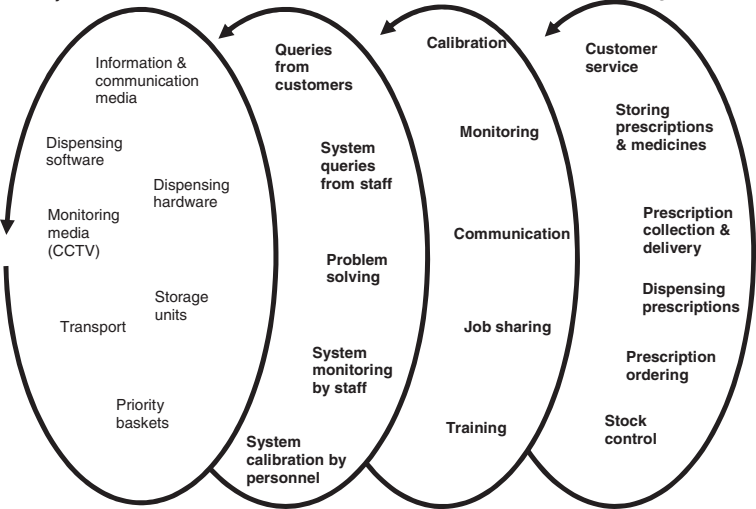 Information &
communication
media
Dispensing
software
Dispensing
hardware
Monitoring
media
(CCTV)
Storage
units
Transport
Priority
baskets
Queries
from
customers
System
queries
from staff
Problem
solving
System
monitoring
by staff
System
calibration by
personnel
Calibration
Monitoring
Communication
Job sharing
Training
Customer
service
Storing
prescriptions
& medicines
Prescription
collection &
delivery
Dispensing
prescriptions
Prescription
ordering
Stock
control